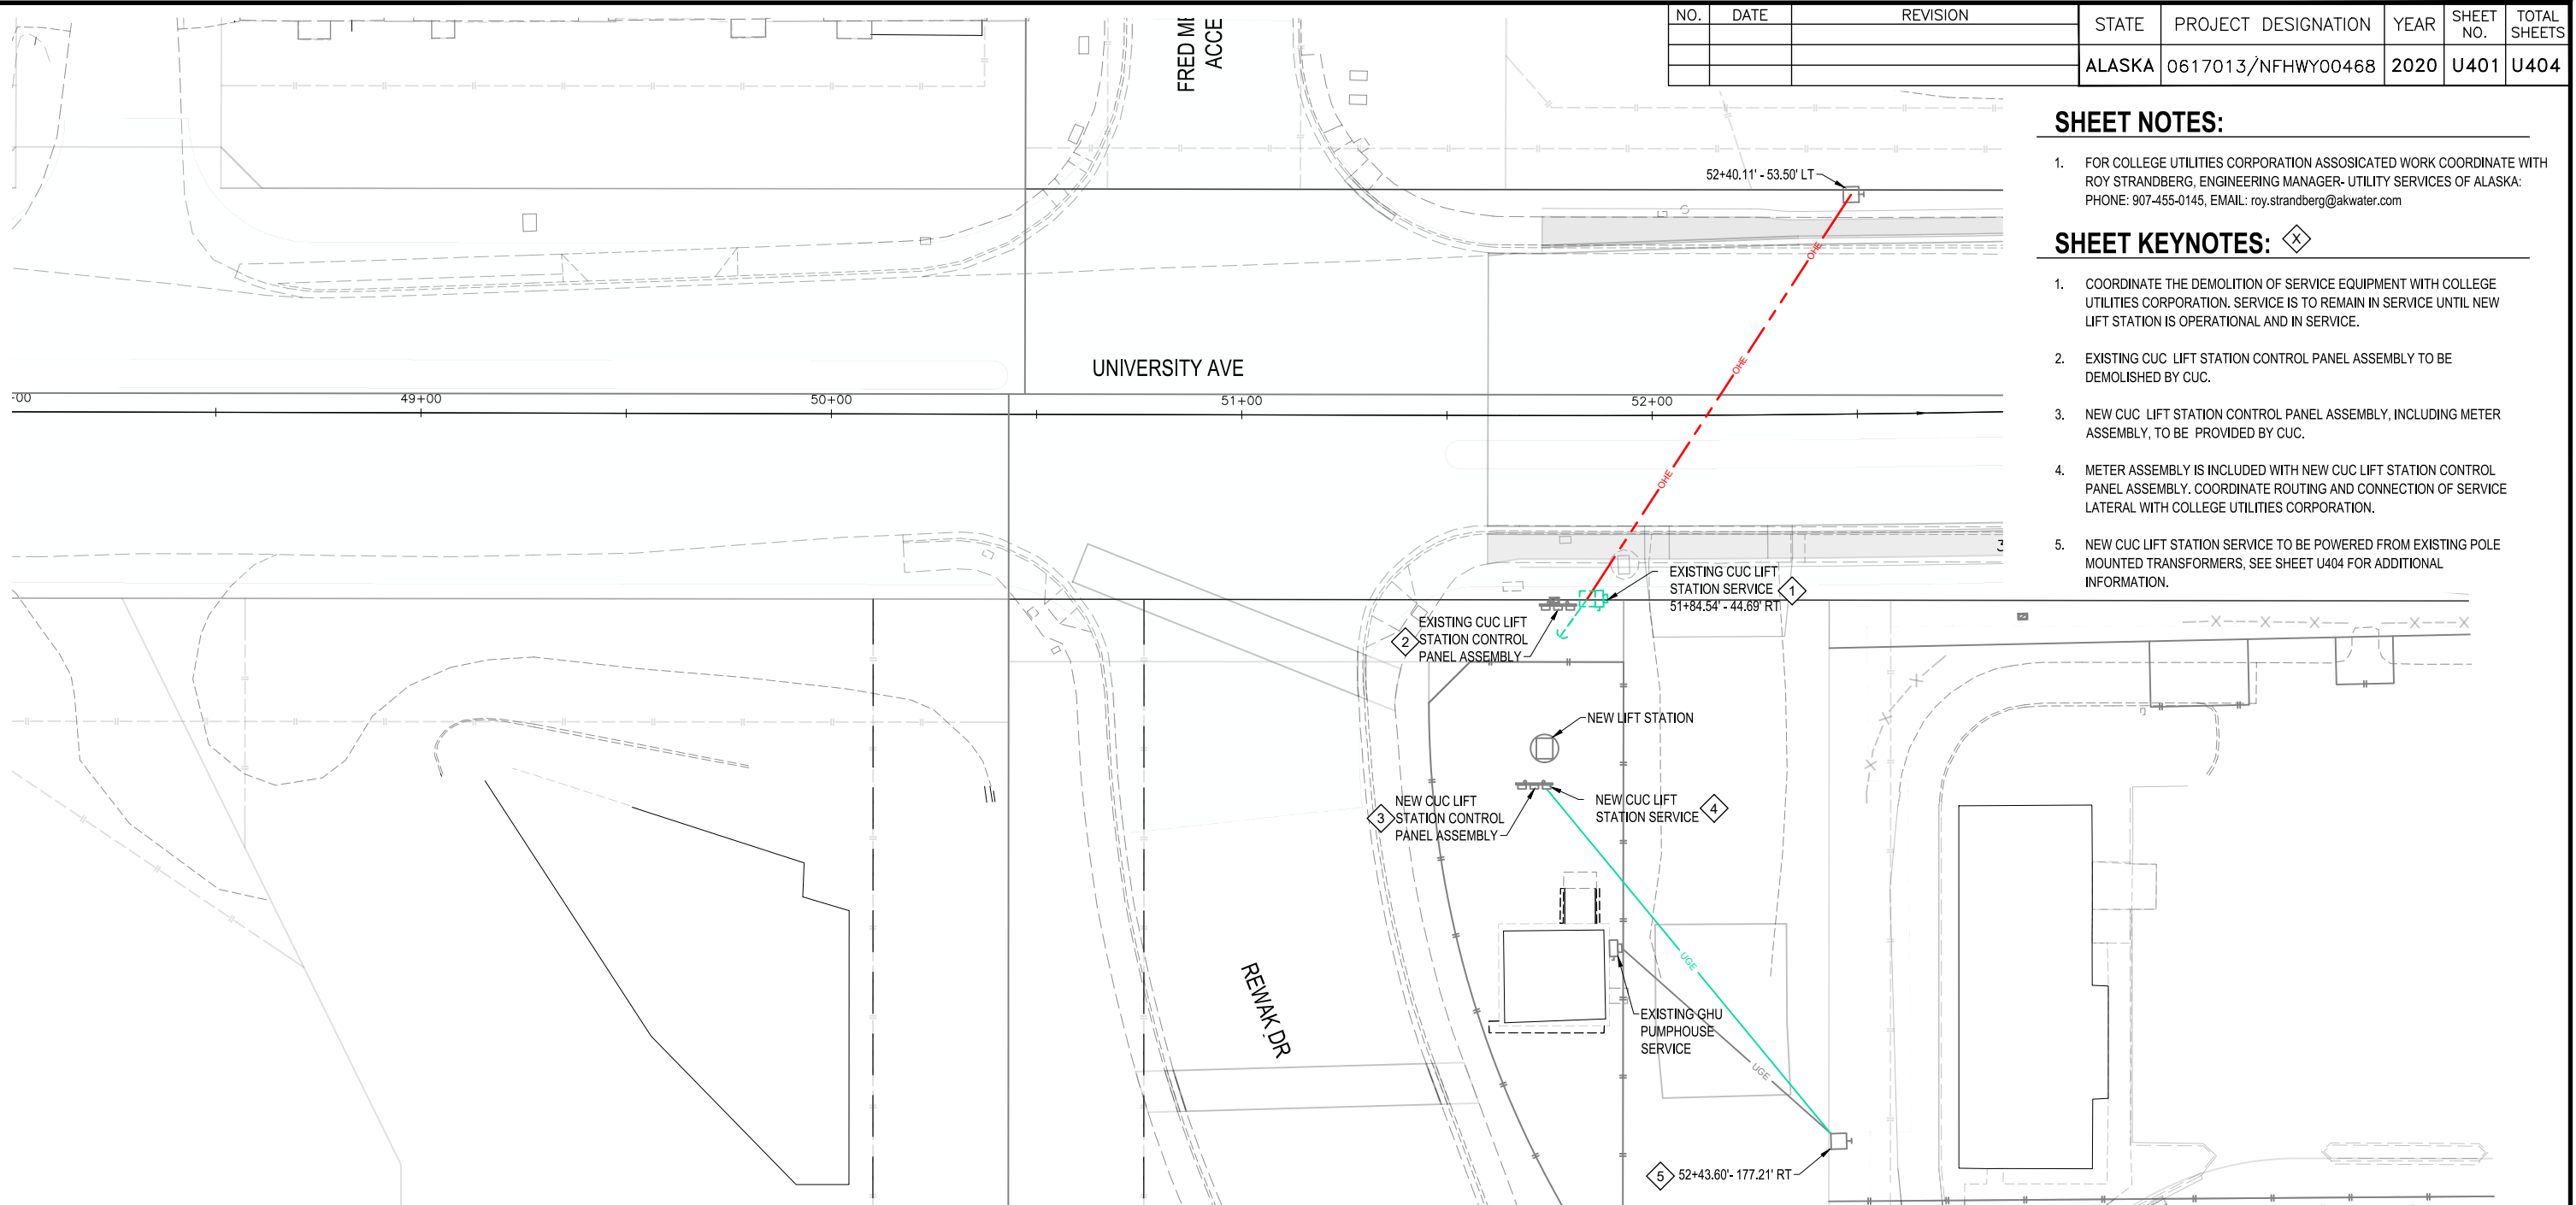 NO. DATE REVISION
STATE PROJECT DESIGNATION YEAR SHEET NO. TOTAL SHEETS
ALASKA 0617013/NFHWY00468 2020 U401 U404
FRED ME
ACCE
SHEET NOTES:
1. FOR COLLEGE UTILITIES CORPORATION ASSOSICATED WORK COORDINATE WITH
ROY STRANDBERG, ENGINEERING MANAGER- UTILITY SERVICES OF ALASKA:
PHONE: 907-455-0145, EMAIL: roy.strandberg@akwater.com
SHEET KEYNOTES: X
1. COORDINATE THE DEMOLITION OF SERVICE EQUIPMENT WITH COLLEGE
UTILITIES CORPORATION. SERVICE IS TO REMAIN IN SERVICE UNTIL NEW
LIFT STATION IS OPERATIONAL AND IN SERVICE.
2. EXISTING CUC LIFT STATION CONTROL PANEL ASSEMBLY TO BE
DEMOLISHED BY CUC.
3. NEW CUC LIFT STATION CONTROL PANEL ASSEMBLY, INCLUDING METER
ASSEMBLY, TO BE PROVIDED BY CUC.
4. METER ASSEMBLY IS INCLUDED WITH NEW CUC LIFT STATION CONTROL
PANEL ASSEMBLY. COORDINATE ROUTING AND CONNECTION OF SERVICE
LATERAL WITH COLLEGE UTILITIES CORPORATION.
5. NEW CUC LIFT STATION SERVICE TO BE POWERED FROM EXISTING POLE
MOUNTED TRANSFORMERS, SEE SHEET U404 FOR ADDITIONAL
INFORMATION.
52+40.11' - 53.50' LT
OHE
OHE
OHE
UNIVERSITY AVE
-00 49+00 50+00 51+00 52+00
3
EXISTING CUC LIFT
STATION SERVICE
51+84.54' - 44.69' RT
1
2
EXISTING CUC LIFT
STATION CONTROL
PANEL ASSEMBLY
NEW LIFT STATION
3
NEW CUC LIFT
STATION CONTROL
PANEL ASSEMBLY
NEW CUC LIFT
STATION SERVICE
4
UGE
REWAK DR
EXISTING GHU
PUMPHOUSE
SERVICE
UGE
5 52+43.60'- 177.21' RT